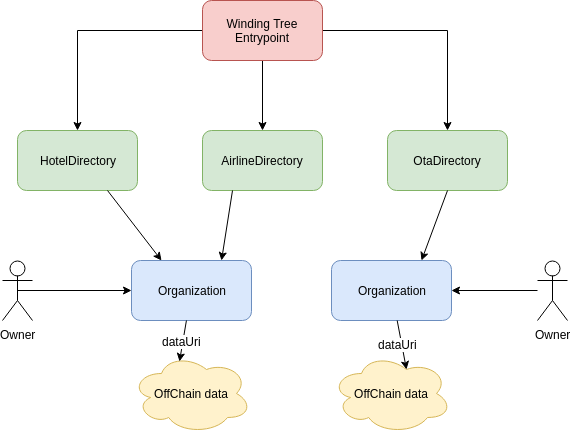 Winding Tree
Entrypoint
HotelDirectory
AirlineDirectory
OtaDirectory
Organization
Organization
Owner
Owner
dataUri
dataUri
OffChain data
OffChain data